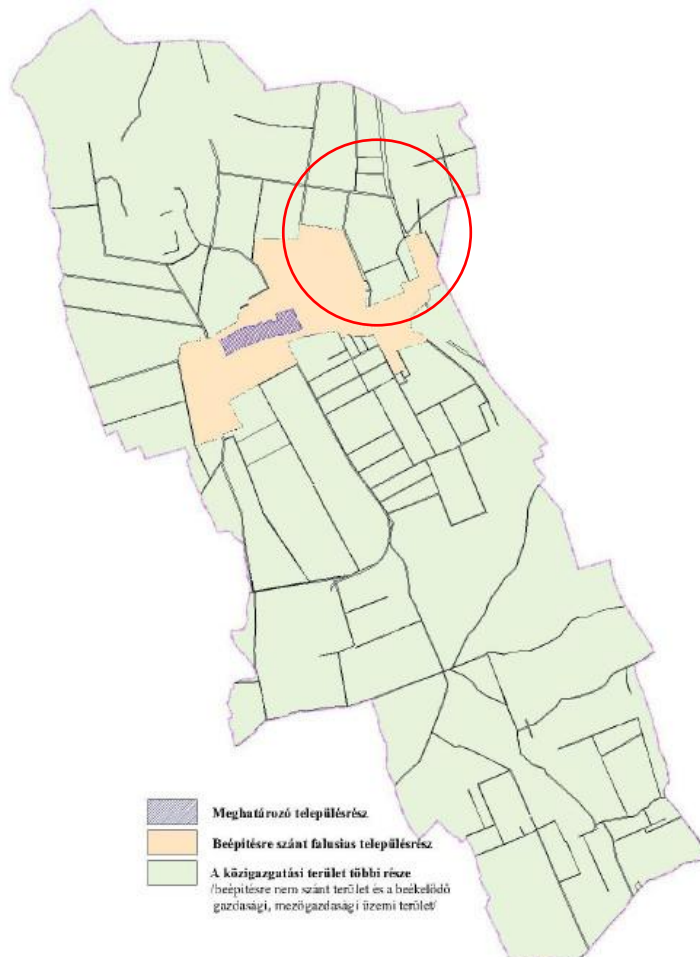 Meghatározó településrész
Beépítésre szánt falusias településrész
A közigazgatási terület többi része
/beépítésre nem szánt terület és a beékelődő
gazdasági, mezőgazdasági üzemi terület/